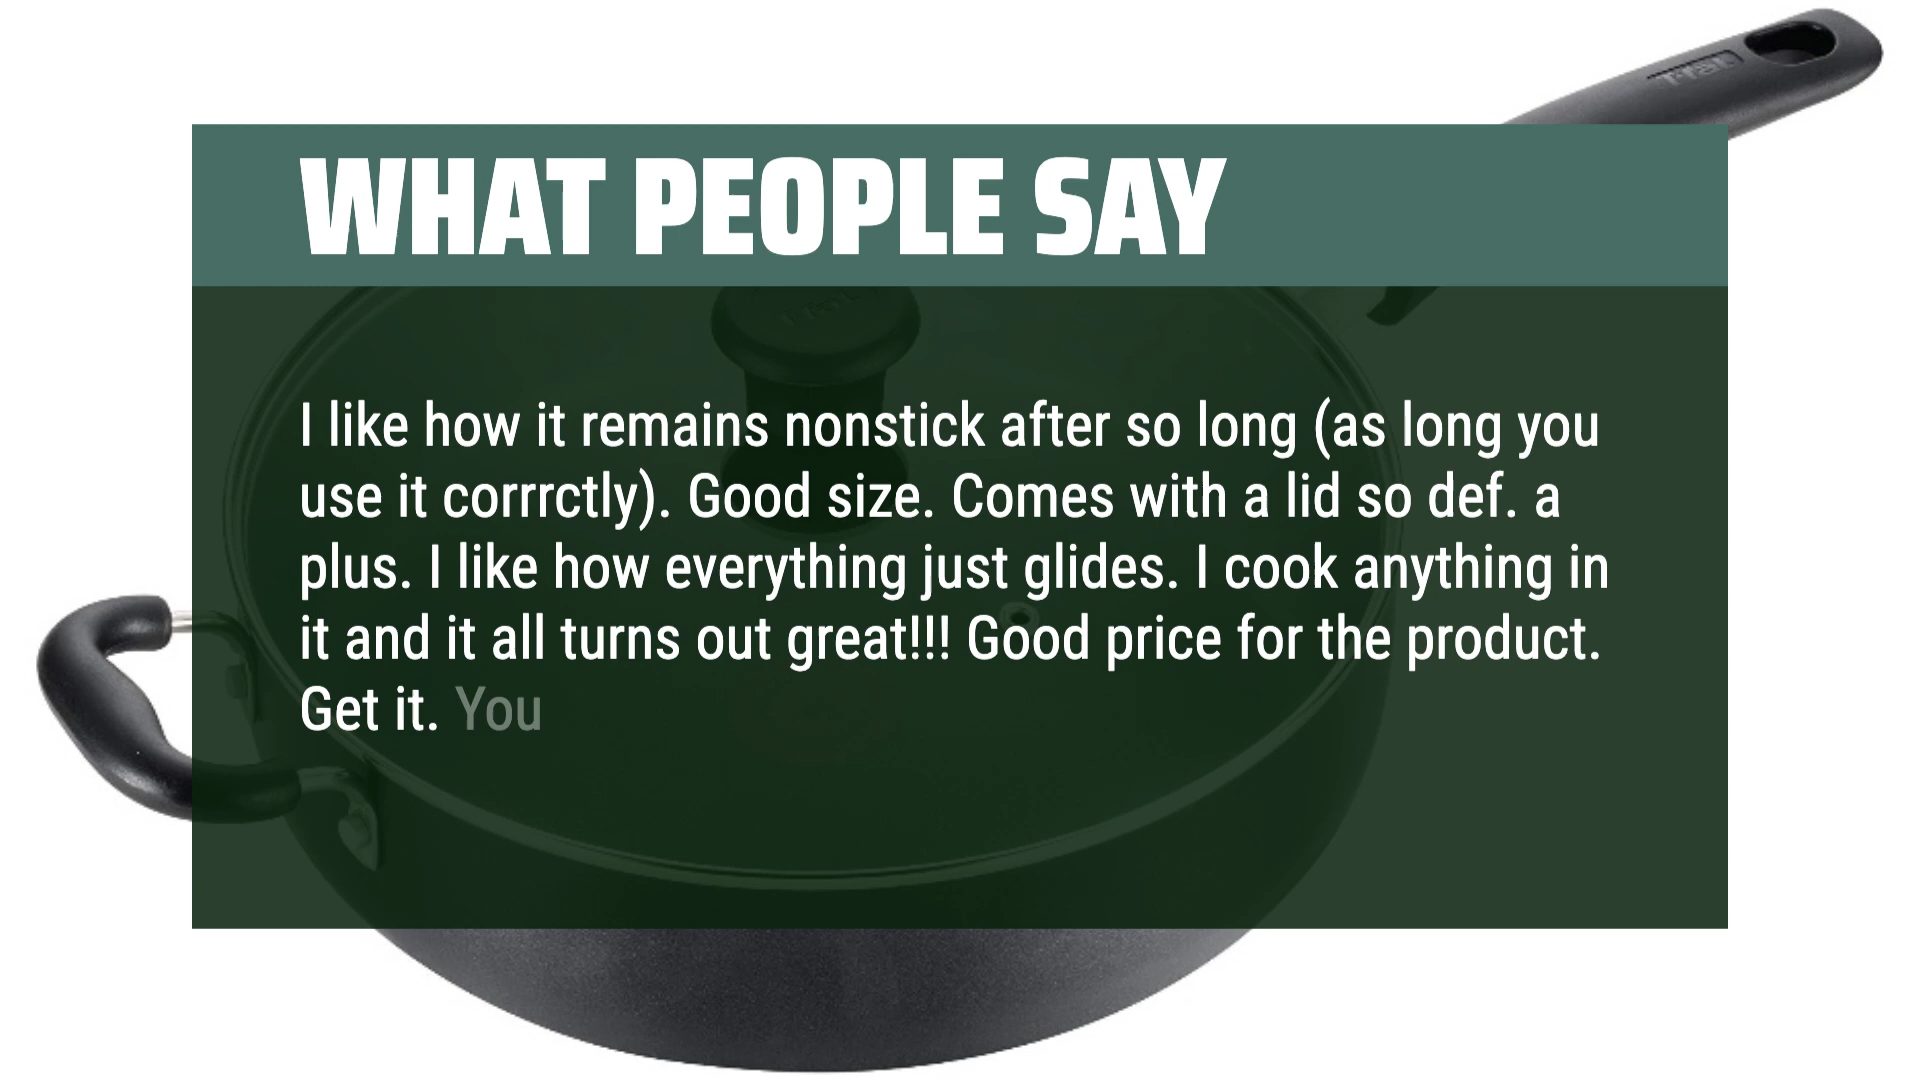 T-fal
WHAT PEOPLE SAY
I like how it remains nonstick after so long (as long you
use it corrrctly). Good size. Comes with a lid so def. a
plus. I like how everything just glides. I cook anything in
it and it all turns out great!!! Good price for the product.
Get it. You